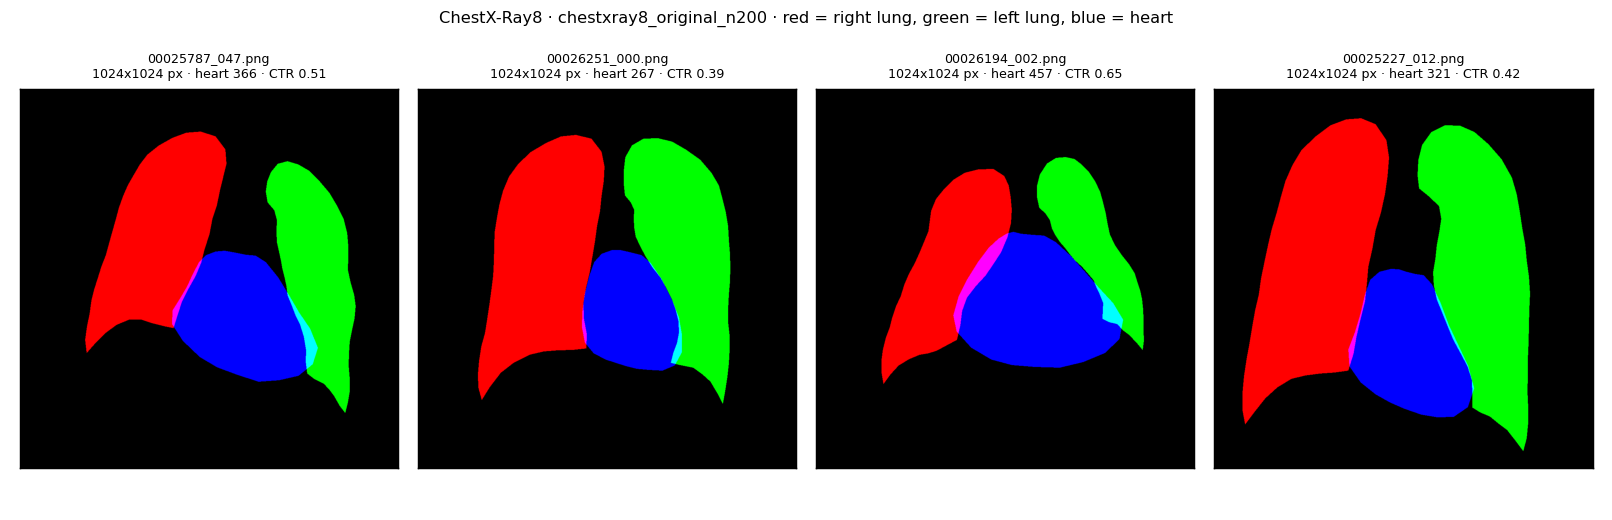 ChestX-Ray8 · chestxray8_original_n200 · red = right lung, green = left lung, blue = heart
00025787_047.png
1024x1024 px · heart 366 · CTR 0.51
00026251_000.png
1024x1024 px · heart 267 · CTR 0.39
00026194_002.png
1024x1024 px · heart 457 · CTR 0.65
00025227_012.png
1024x1024 px · heart 321 · CTR 0.42